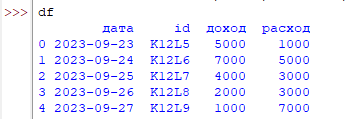 >>> df
дата id доход расход
0 2023-09-23 K12L5 5000 1000
1 2023-09-24 K12L6 7000 5000
2 2023-09-25 K12L7 4000 3000
3 2023-09-26 K12L8 2000 3000
4 2023-09-27 K12L9 1000 7000